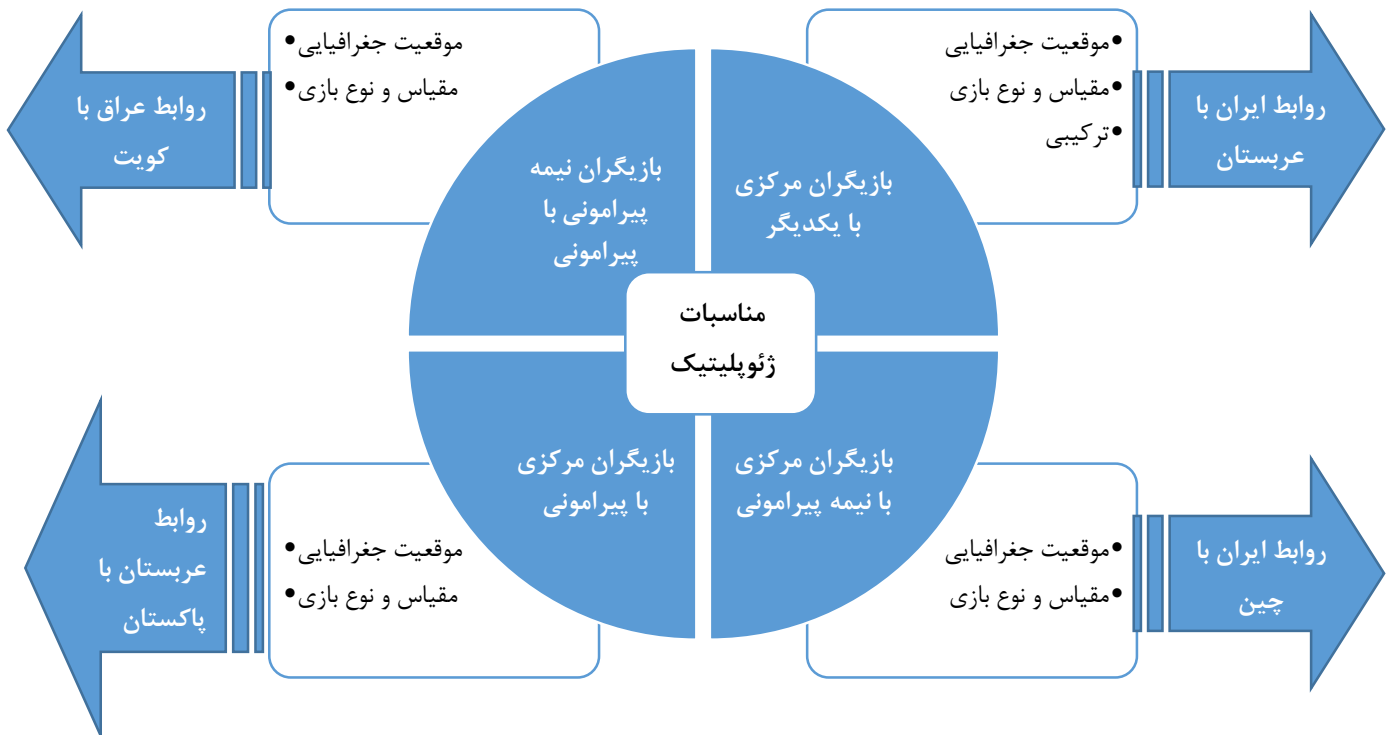 •موقعیت جغرافیایی
•مقیاس و نوع بازی
•ترکیبی
روابط ایران با
عربستان
بازیگران مرکزی
با یکدیگر
موقعیت جغرافیایی•
مقیاس و نوع بازی•
روابط عراق با
کویت
بازیگران نیمه
پیرامونی با
پیرامونی
مناسبات
ژئوپلیتیک
بازیگران مرکزی
با نیمه پیرامونی
•موقعیت جغرافیایی
•مقیاس و نوع بازی
روابط ایران با
چین
بازیگران مرکزی
با پیرامونی
موقعیت جغرافیایی•
مقیاس و نوع بازی•
روابط
عربستان با
پاکستان